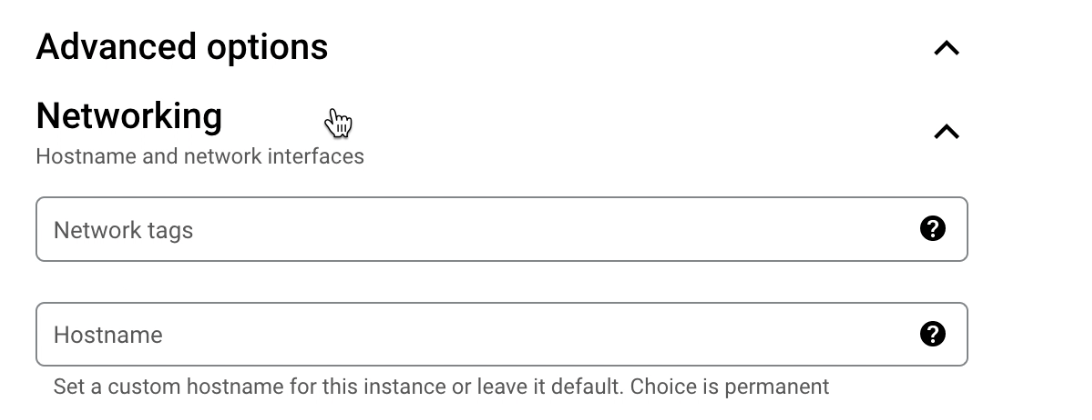 Advanced options
Networking
Hostname and network interfaces
Network tags
Hostname
Set a custom hostname for this instance or leave it default. Choice is permanent